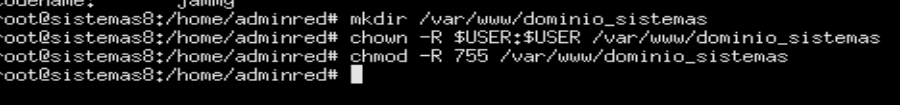 codename: jammy
root@sistemas8:/home/adminred# mkdir /var/www/dominio_sistemas
root@sistemas8:/home/adminred# chown -R $USER:$USER /var/www/dominio_sistemas
root@sistemas8:/home/adminred# chmod -R 755 /var/www/dominio_sistemas
root@sistemas8:/home/adminred#